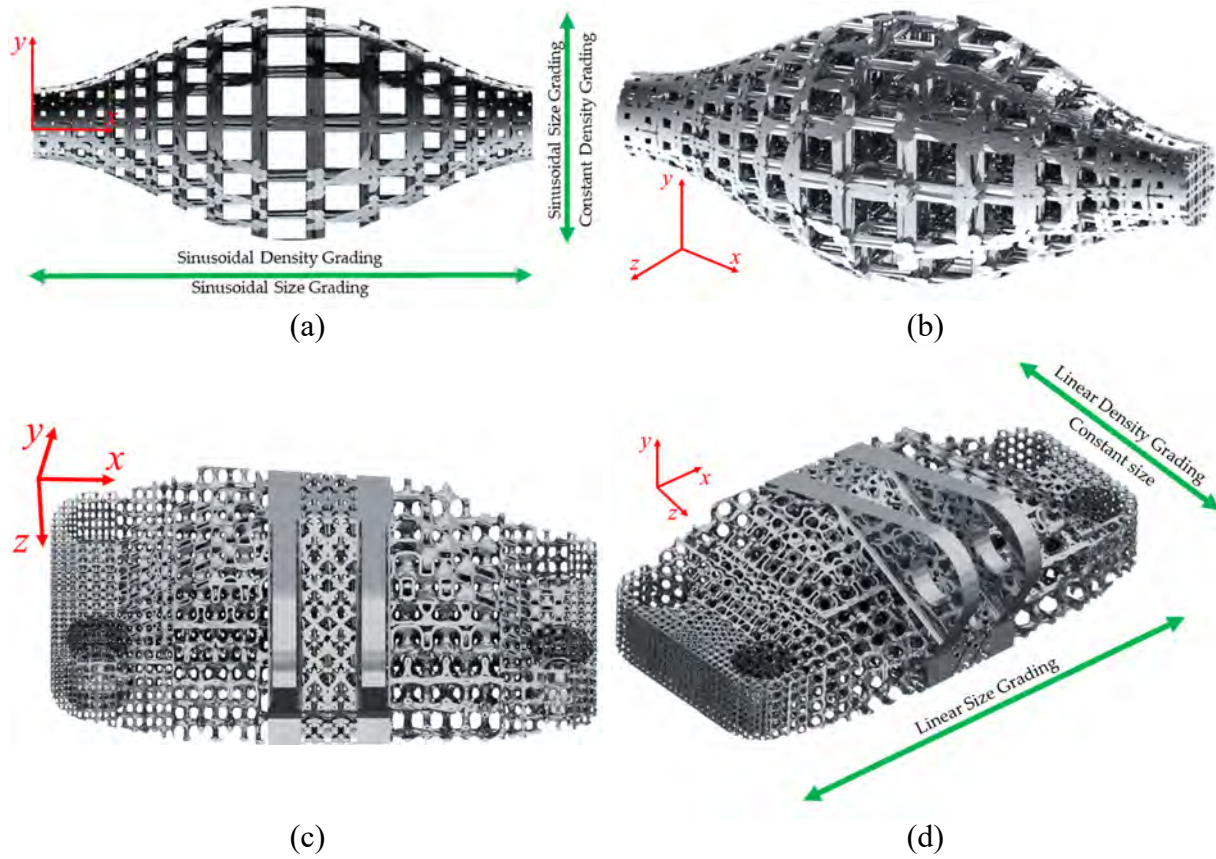 y
x
Sinusoidal Size Grading
Constant Density Grading
Sinusoidal Density Grading
Sinusoidal Size Grading
(a)
y
z
x
(b)
y
x
z
(c)
y
x
z
Linear Density Grading
Constant size
Linear Size Grading
(d)